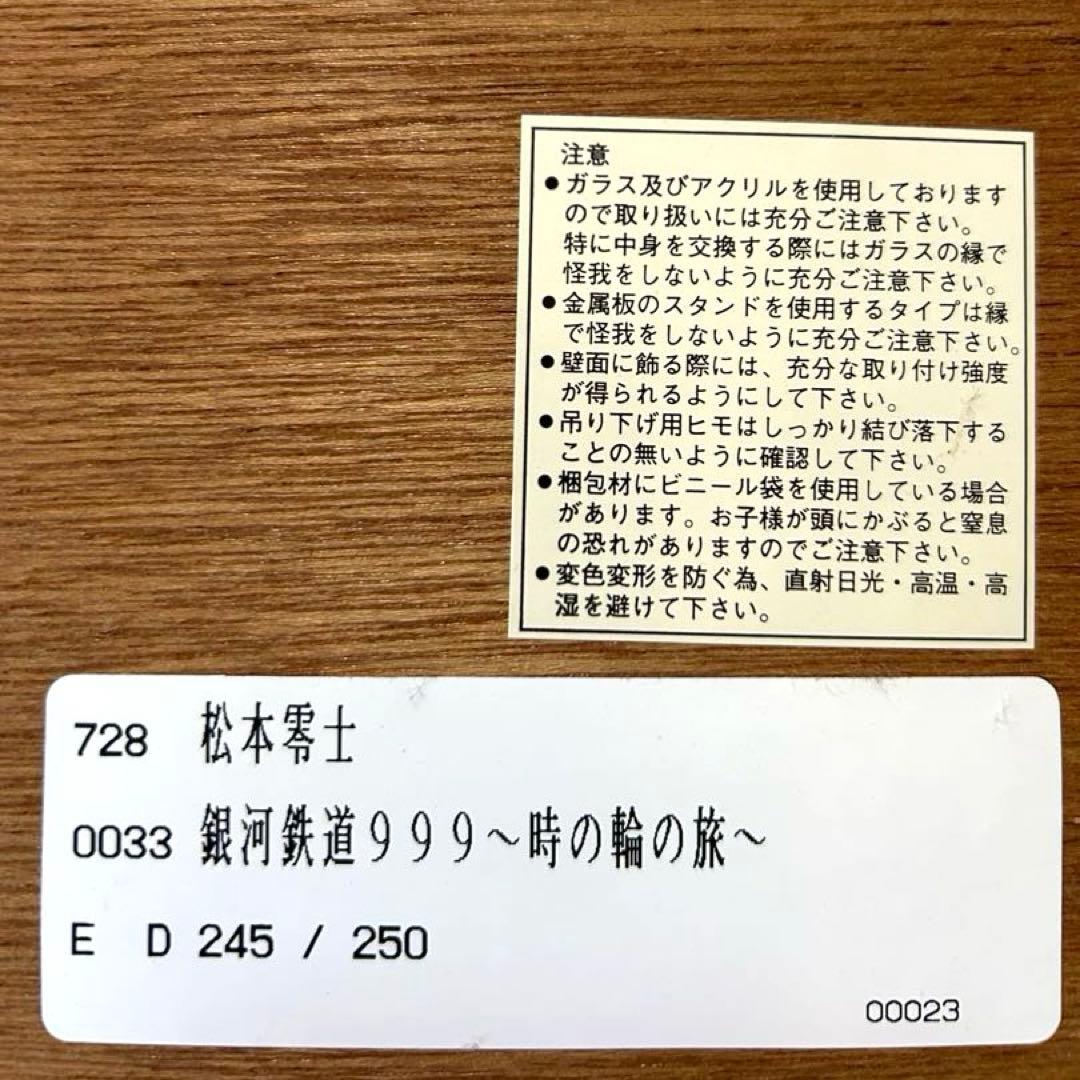 注意
●ガラス及びアクリルを使用しております
ので取り扱いには充分ご注意下さい。
特に中身を交換する際にはガラスの縁で
怪我をしないように充分ご注意下さい。
●金属板のスタンドを使用するタイプは縁
で怪我をしないように充分ご注意下さい。
●壁面に飾る際には、充分な取り付け強度
が得られるようにして下さい。
●吊り下げ用ヒモはしっかり結び落下する
ことの無いように確認して下さい。
●梱包材にビニール袋を使用している場合
があります。お子様が頭にかぶると窒息
の恐れがありますのでご注意下さい。
●変色変形を防ぐ為、直射日光・高温・高
湿を避けて下さい。
728 松本零士
0033 銀河鉄道999～時の輪の旅～
E D 245 / 250
00023